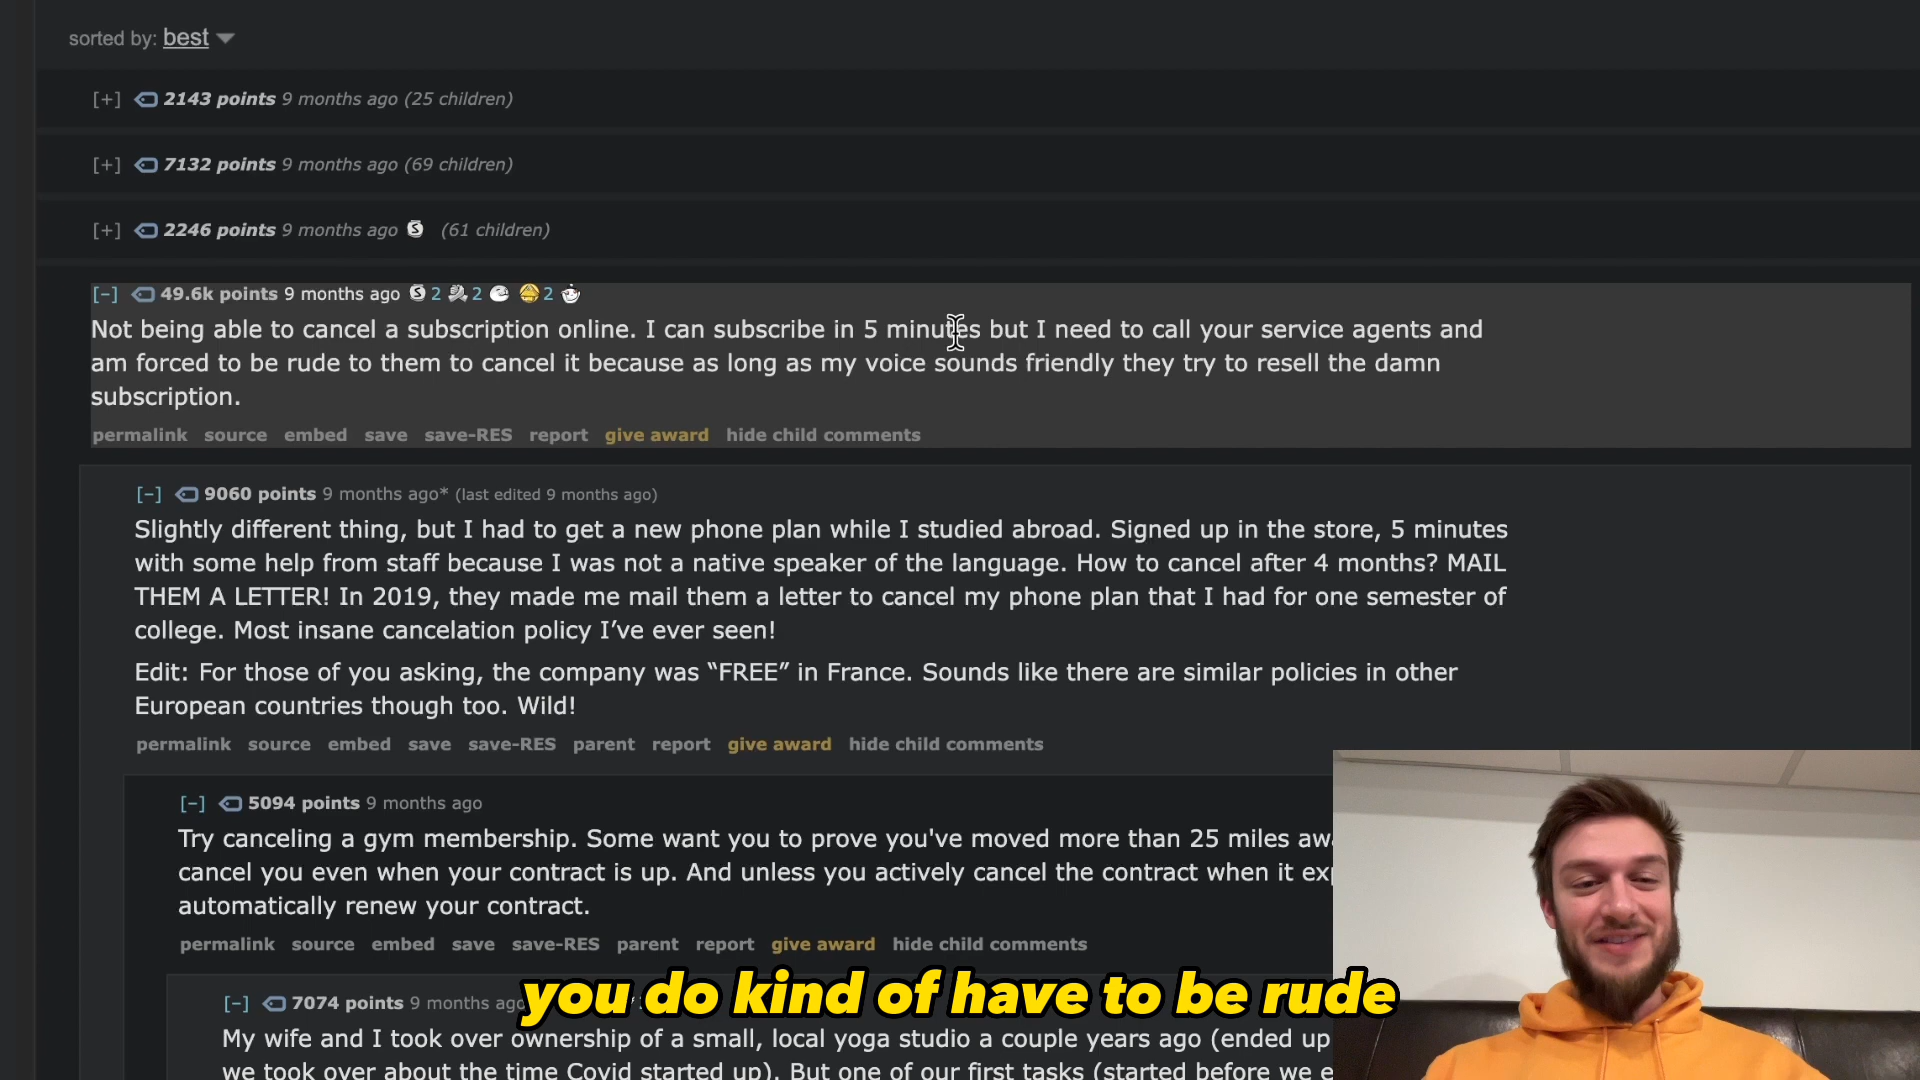 sorted by: best
[+] 2143 points 9 months ago (25 children)
[+] 7132 points 9 months ago (69 children)
[+] 2246 points 9 months ago (61 children)
[-] 49.6k points 9 months ago 2 2 2
Not being able to cancel a subscription online. I can subscribe in 5 minutes but I need to call your service agents and
am forced to be rude to them to cancel it because as long as my voice sounds friendly they try to resell the damn
subscription.
permalink source embed save save-RES report give award hide child comments
[-] 9060 points 9 months ago* (last edited 9 months ago)
Slightly different thing, but I had to get a new phone plan while I studied abroad. Signed up in the store, 5 minutes
with some help from staff because I was not a native speaker of the language. How to cancel after 4 months? MAIL
THEM A LETTER! In 2019, they made me mail them a letter to cancel my phone plan that I had for one semester of
college. Most insane cancelation policy I’ve ever seen!
Edit: For those of you asking, the company was “FREE” in France. Sounds like there are similar policies in other
European countries though too. Wild!
permalink source embed save save-RES parent report give award hide child comments
[-] 5094 points 9 months ago
Try canceling a gym membership. Some want you to prove you've moved more than 25 miles
cancel you even when your contract is up. And unless you actively cancel the contract when it
automatically renew your contract.
permalink source embed save save-RES parent report give award hide child comments
[-] 7074 points 9 months ago
you do kind of have to be rude
My wife and I took over ownership of a small, local yoga studio a couple years ago (ended up
we took over about the time Covid started up). But one of our first tasks (started before we